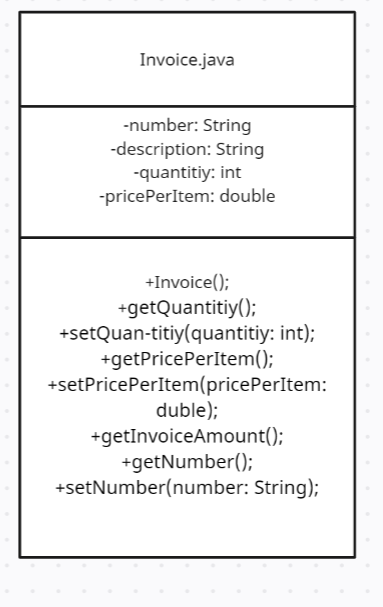 Invoice.java
-number: String
-description: String
-quantitiy: int
-pricePerItem: double
+Invoice();
+getQuantitiy();
+setQuan-titiy(quantitiy: int);
+getPricePerItem();
+setPricePerItem(pricePerItem:
duble);
+getInvoiceAmount();
+getNumber();
+setNumber(number: String);